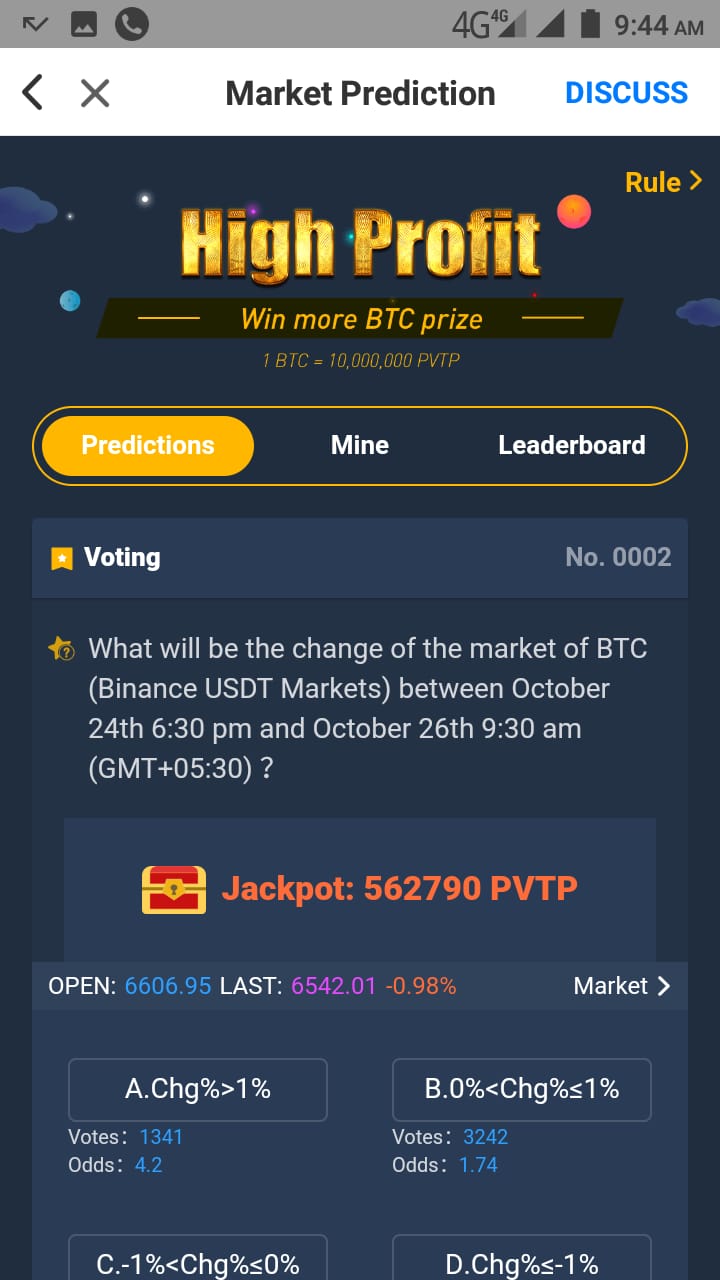 4G 4G 9:44 AM
Market Prediction DISCUSS
Rule >
High Profit
Win more BTC prize
1 BTC = 10,000,000 PVTP
Predictions Mine Leaderboard
Voting No. 0002
What will be the change of the market of BTC
(Binance USDT Markets) between October
24th 6:30 pm and October 26th 9:30 am
(GMT+05:30) ?
Jackpot: 562790 PVTP
OPEN: 6606.95 LAST: 6542.01 -0.98% Market >
A.Chg%>1% B.0%<Chg%≤1%
Votes: 1341 Votes: 3242
Odds: 4.2 Odds: 1.74
C.-1%<Chg%≤0% D.Chg%≤-1%